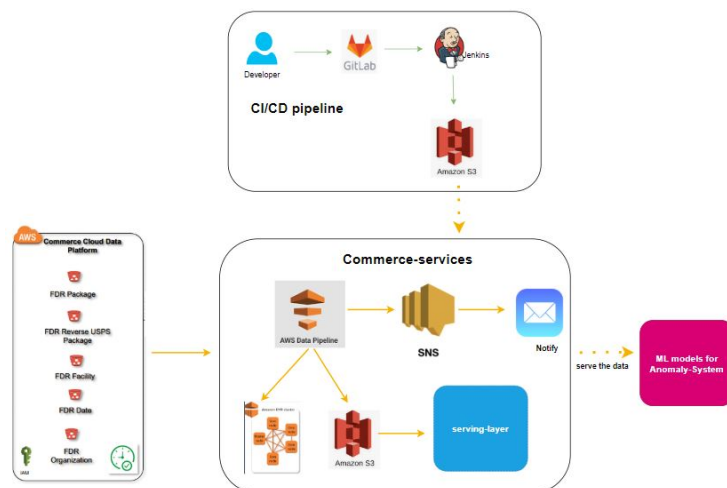 Developer
GitLab
Jenkins
CI/CD pipeline
Amazon S3
AWS
Commerce Cloud Data
Platform
FDR Package
FDR Reverse USPS
Package
FDR Facility
FDR Date
FDR
Organization
IAM
Commerce-services
AWS Data Pipeline
SNS
Notify
Amazon S3
serving-layer
serve the data
ML models for
Anomaly-System